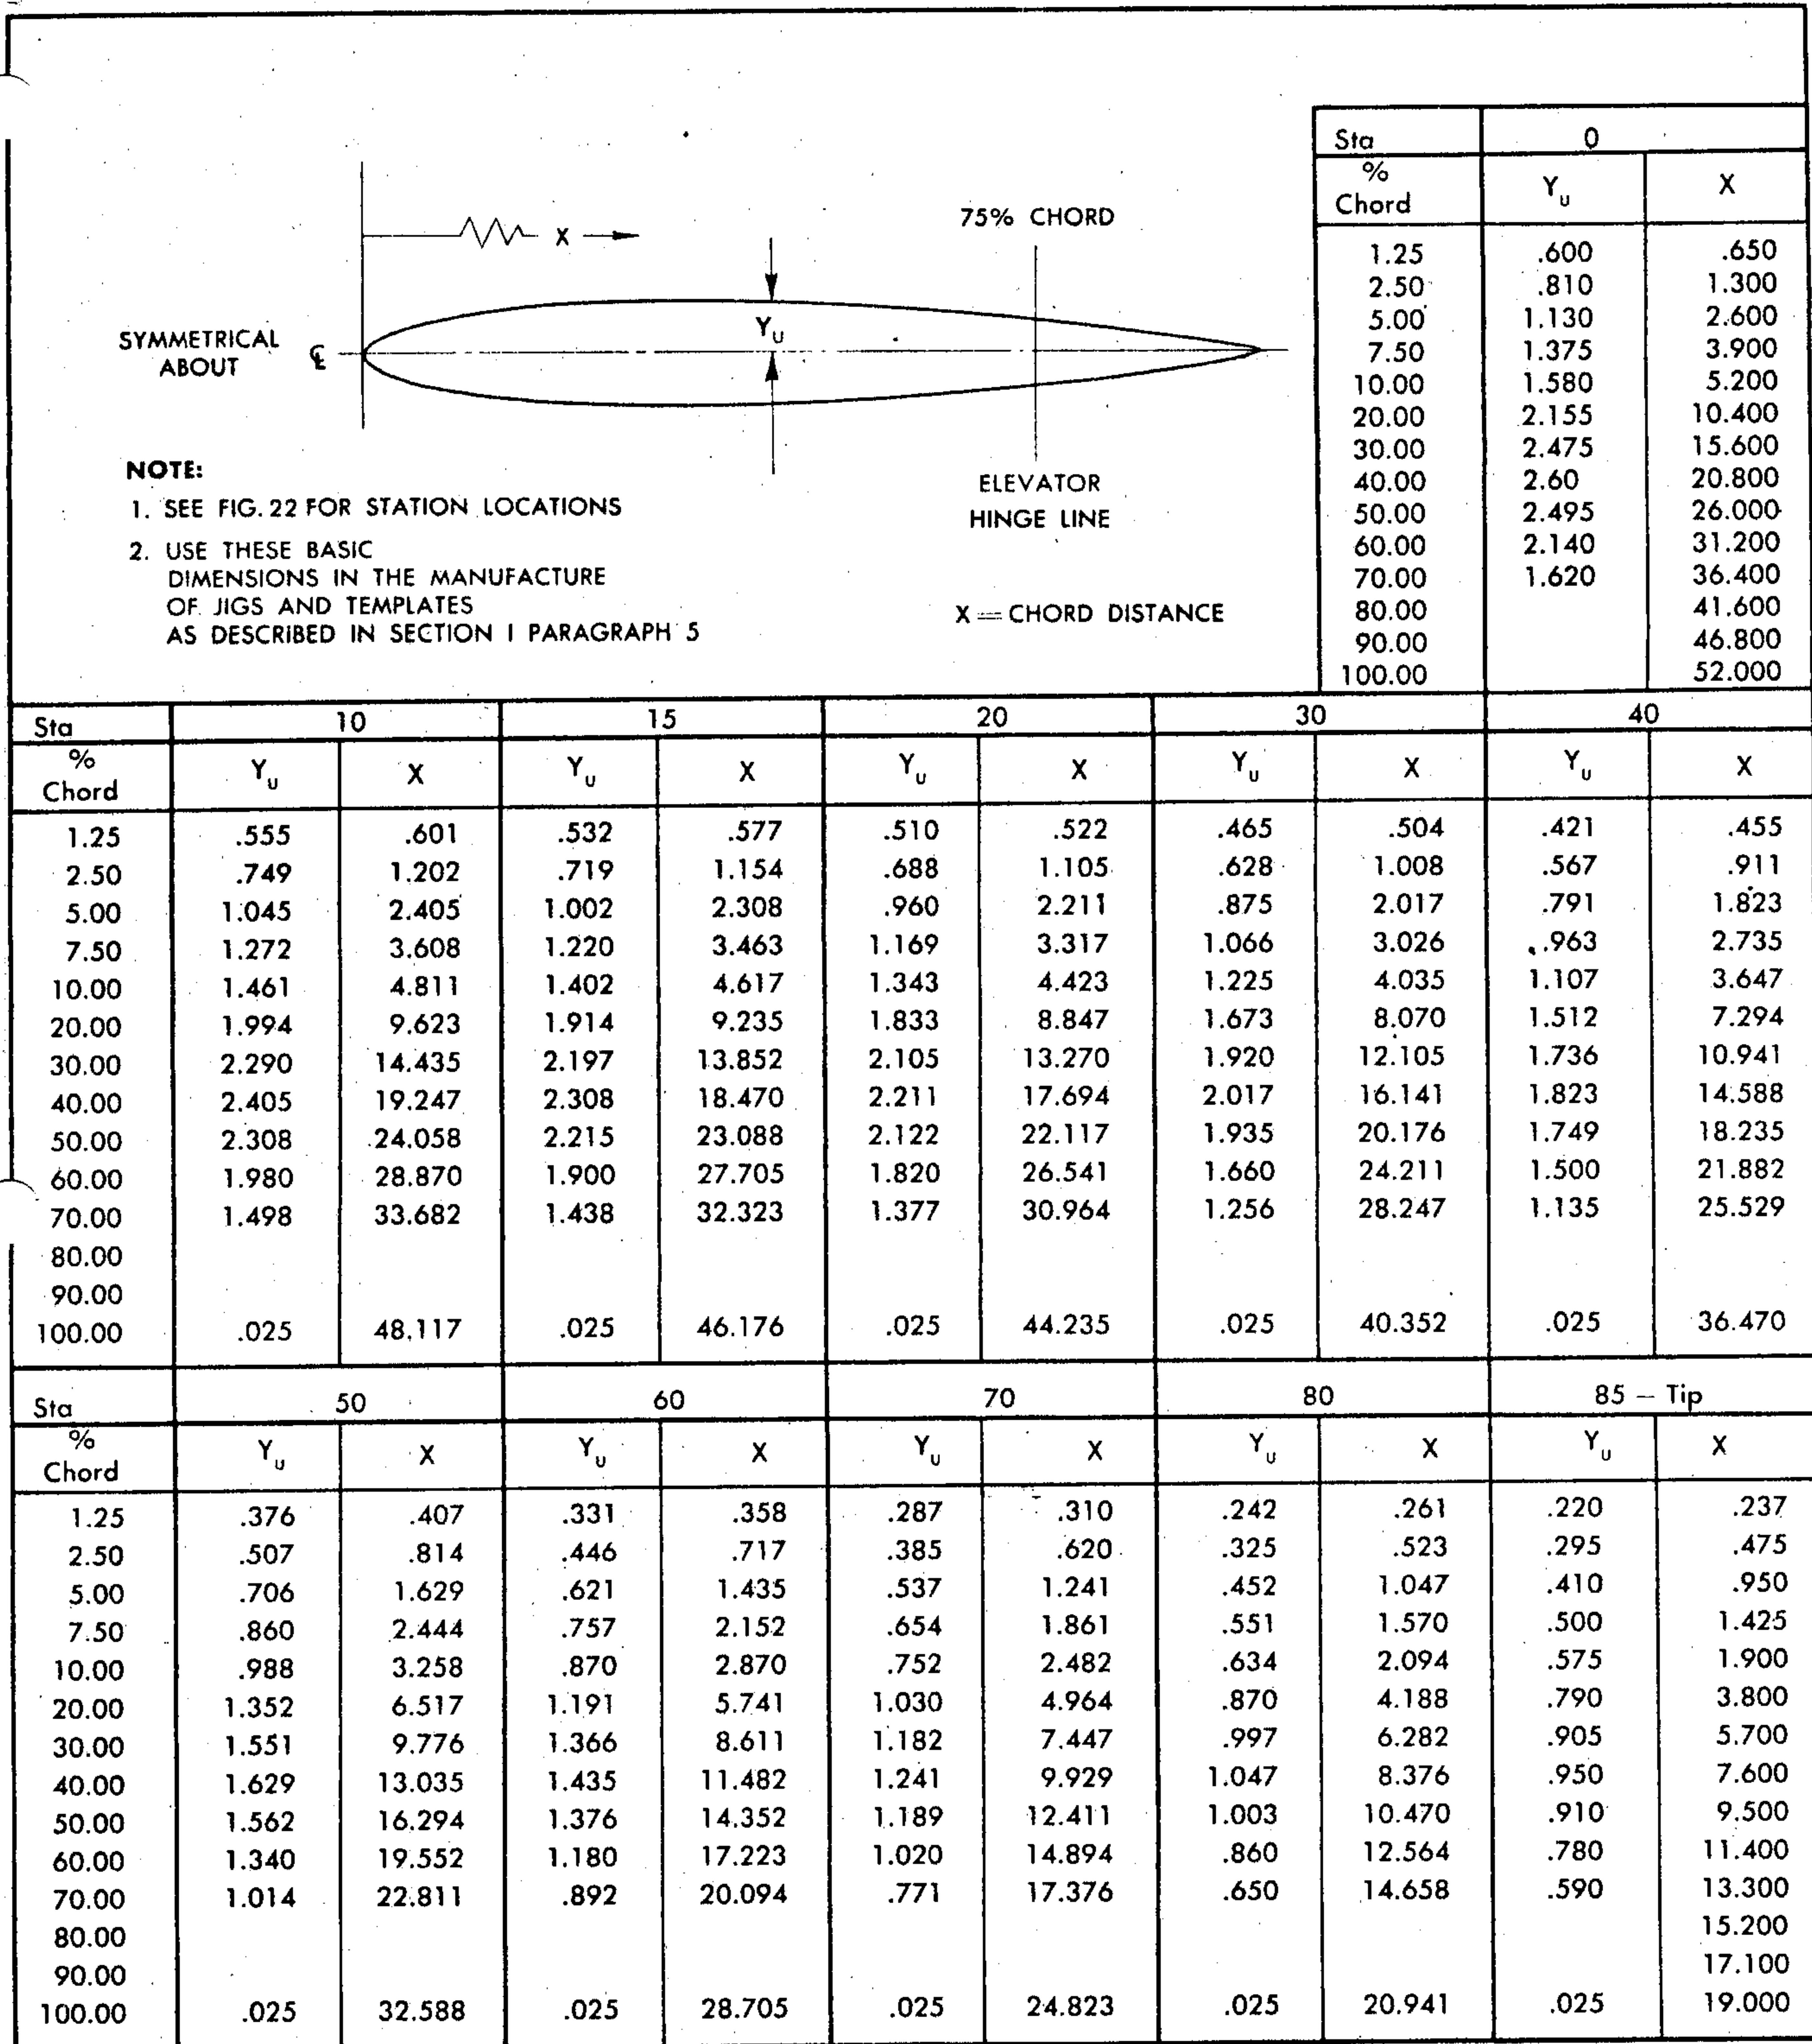 75% CHORD
X
SYMMETRICAL
ABOUT
℄
Yu
NOTE:
1. SEE FIG. 22 FOR STATION LOCATIONS
2. USE THESE BASIC
DIMENSIONS IN THE MANUFACTURE
OF JIGS AND TEMPLATES
AS DESCRIBED IN SECTION I PARAGRAPH 5
ELEVATOR
HINGE LINE
X = CHORD DISTANCE
Sta 0
% Chord Yu X
1.25 .600 .650
2.50 .810 1.300
5.00 1.130 2.600
7.50 1.375 3.900
10.00 1.580 5.200
20.00 2.155 10.400
30.00 2.475 15.600
40.00 2.60 20.800
50.00 2.495 26.000
60.00 2.140 31.200
70.00 1.620 36.400
80.00 41.600
90.00 46.800
100.00 52.000
Sta 10 15 20 30 40
% Chord Yu X Yu X Yu X Yu X Yu X
1.25 .555 .601 .532 .577 .510 .522 .465 .504 .421 .455
2.50 .749 1.202 .719 1.154 .688 1.105 .628 1.008 .567 .911
5.00 1.045 2.405 1.002 2.308 .960 2.211 .875 2.017 .791 1.823
7.50 1.272 3.608 1.220 3.463 1.169 3.317 1.066 3.026 .963 2.735
10.00 1.461 4.811 1.402 4.617 1.343 4.423 1.225 4.035 1.107 3.647
20.00 1.994 9.623 1.914 9.235 1.833 8.847 1.673 8.070 1.512 7.294
30.00 2.290 14.435 2.197 13.852 2.105 13.270 1.920 12.105 1.736 10.941
40.00 2.405 19.247 2.308 18.470 2.211 17.694 2.017 16.141 1.823 14.588
50.00 2.308 24.058 2.215 23.088 2.122 22.117 1.935 20.176 1.749 18.235
60.00 1.980 28.870 1.900 27.705 1.820 26.541 1.660 24.211 1.500 21.882
70.00 1.498 33.682 1.438 32.323 1.377 30.964 1.256 28.247 1.135 25.529
80.00
90.00
100.00 .025 48.117 .025 46.176 .025 44.235 .025 40.352 .025 36.470
Sta 50 60 70 80 85 – Tip
% Chord Yu X Yu X Yu X Yu X Yu X
1.25 .376 .407 .331 .358 .287 .310 .242 .261 .220 .237
2.50 .507 .814 .446 .717 .385 .620 .325 .523 .295 .475
5.00 .706 1.629 .621 1.435 .537 1.241 .452 1.047 .410 .950
7.50 .860 2.444 .757 2.152 .654 1.861 .551 1.570 .500 1.425
10.00 .988 3.258 .870 2.870 .752 2.482 .634 2.094 .575 1.900
20.00 1.352 6.517 1.191 5.741 1.030 4.964 .870 4.188 .790 3.800
30.00 1.551 9.776 1.366 8.611 1.182 7.447 .997 6.282 .905 5.700
40.00 1.629 13.035 1.435 11.482 1.241 9.929 1.047 8.376 .950 7.600
50.00 1.562 16.294 1.376 14.352 1.189 12.411 1.003 10.470 .910 9.500
60.00 1.340 19.552 1.180 17.223 1.020 14.894 .860 12.564 .780 11.400
70.00 1.014 22.811 .892 20.094 .771 17.376 .650 14.658 .590 13.300
80.00 15.200
90.00 17.100
100.00 .025 32.588 .025 28.705 .025 24.823 .025 20.941 .025 19.000